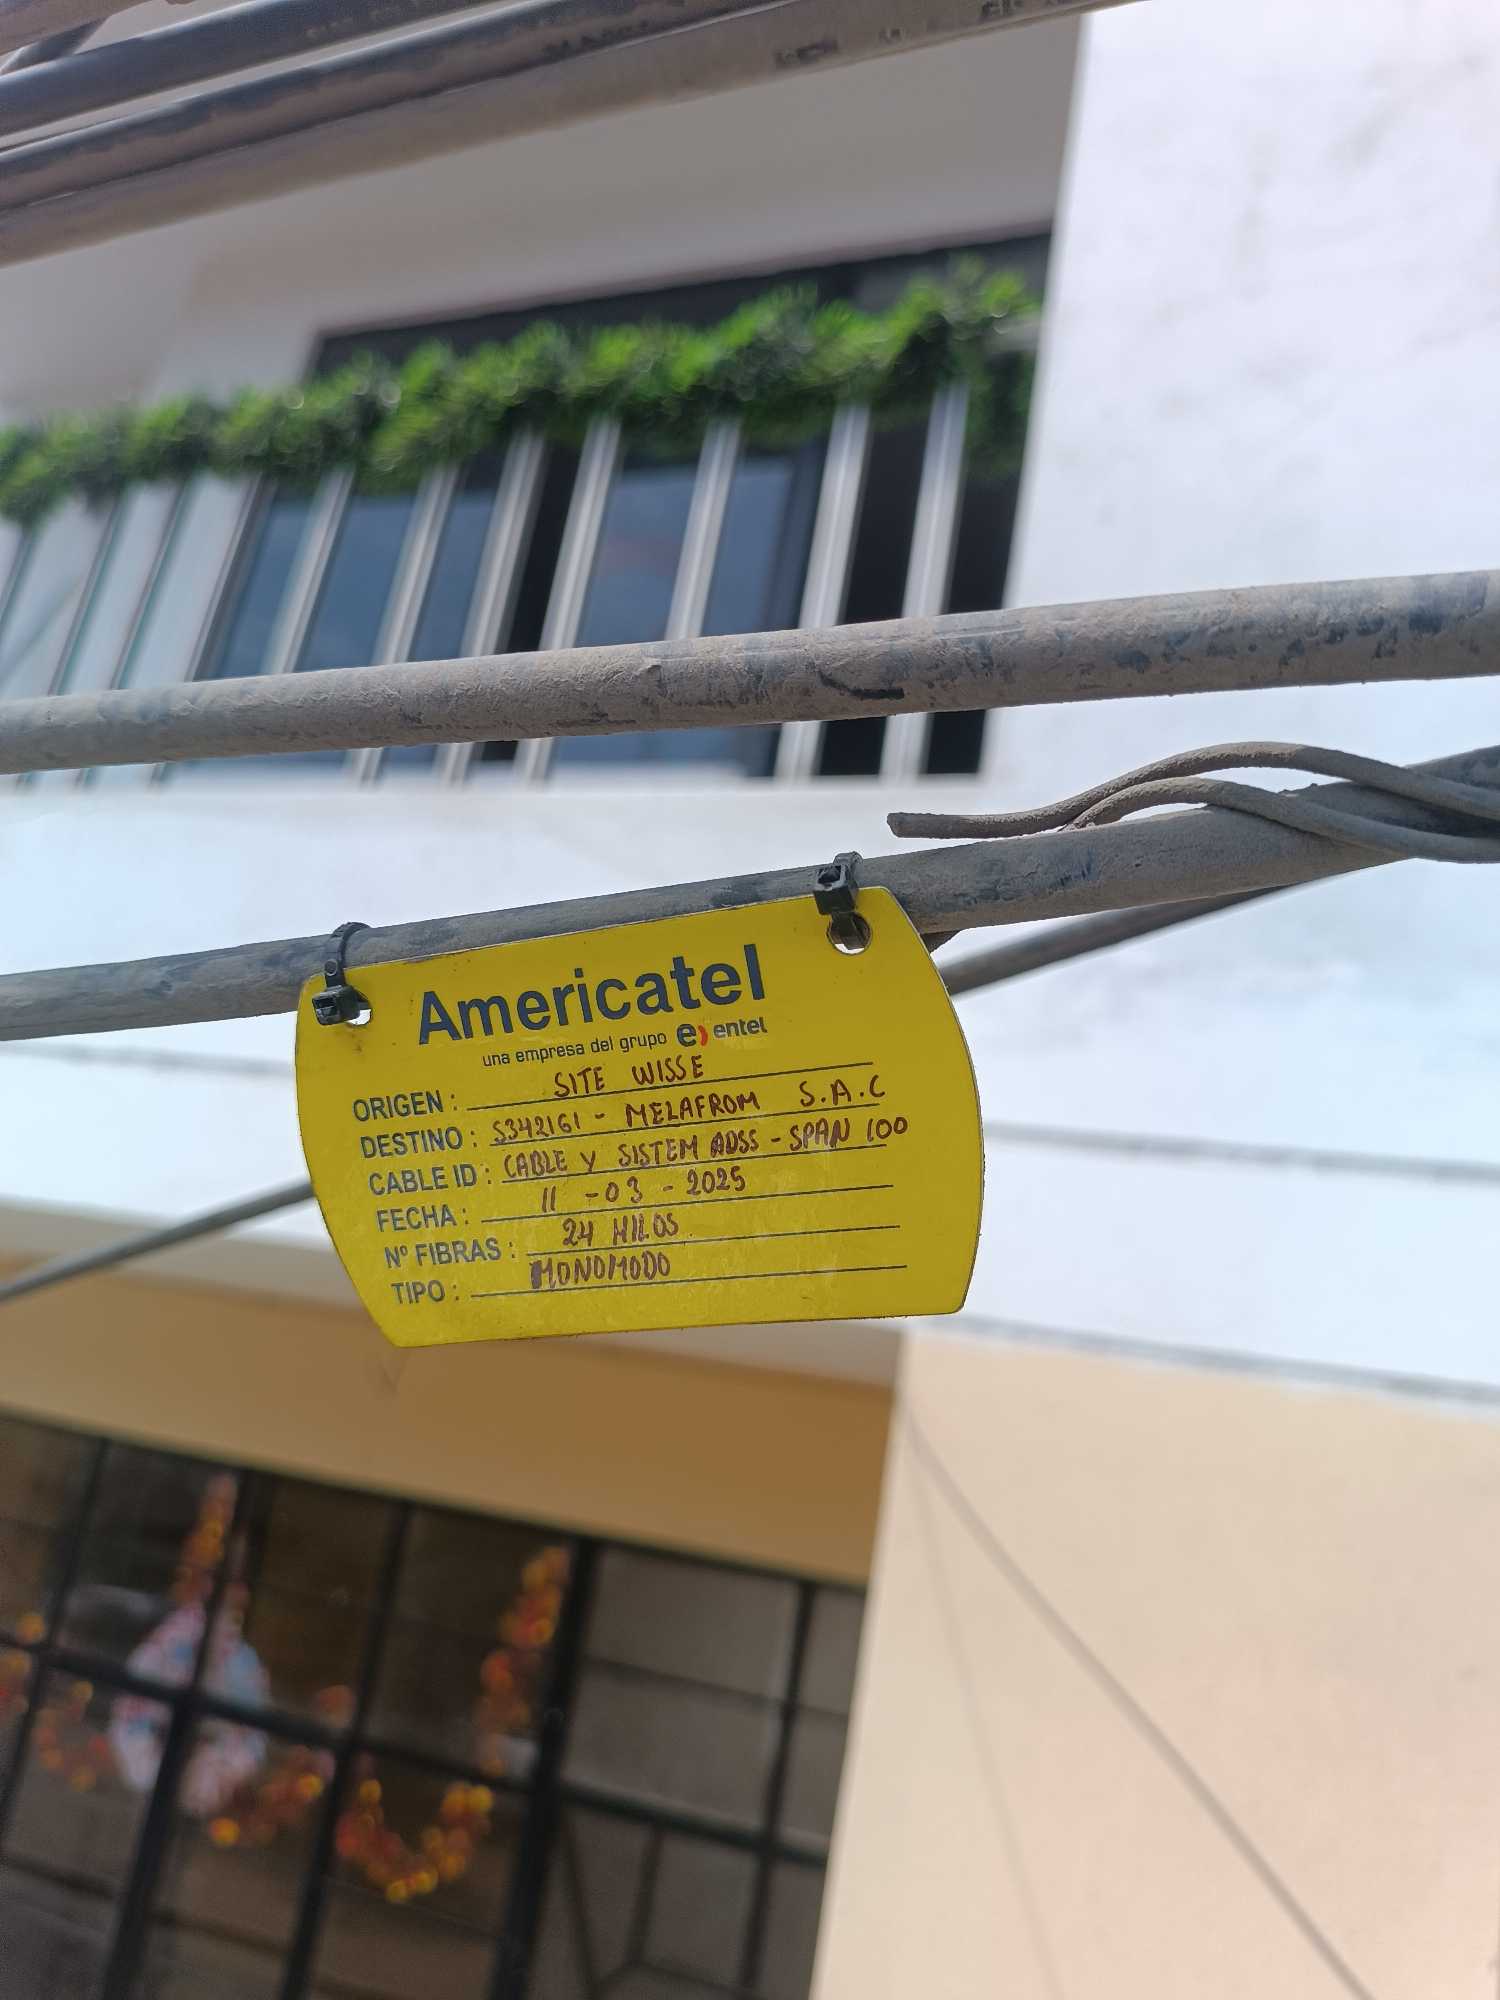 Americatel
una empresa del grupo e) entel
ORIGEN : SITE WISSE
DESTINO : S342161 - MELAFROM S.A.C
CABLE ID : CABLE Y SISTEM ADSS - SPAN 100
FECHA : 11 - 03 - 2025
Nº FIBRAS : 24 HILOS
TIPO : MONOMODO